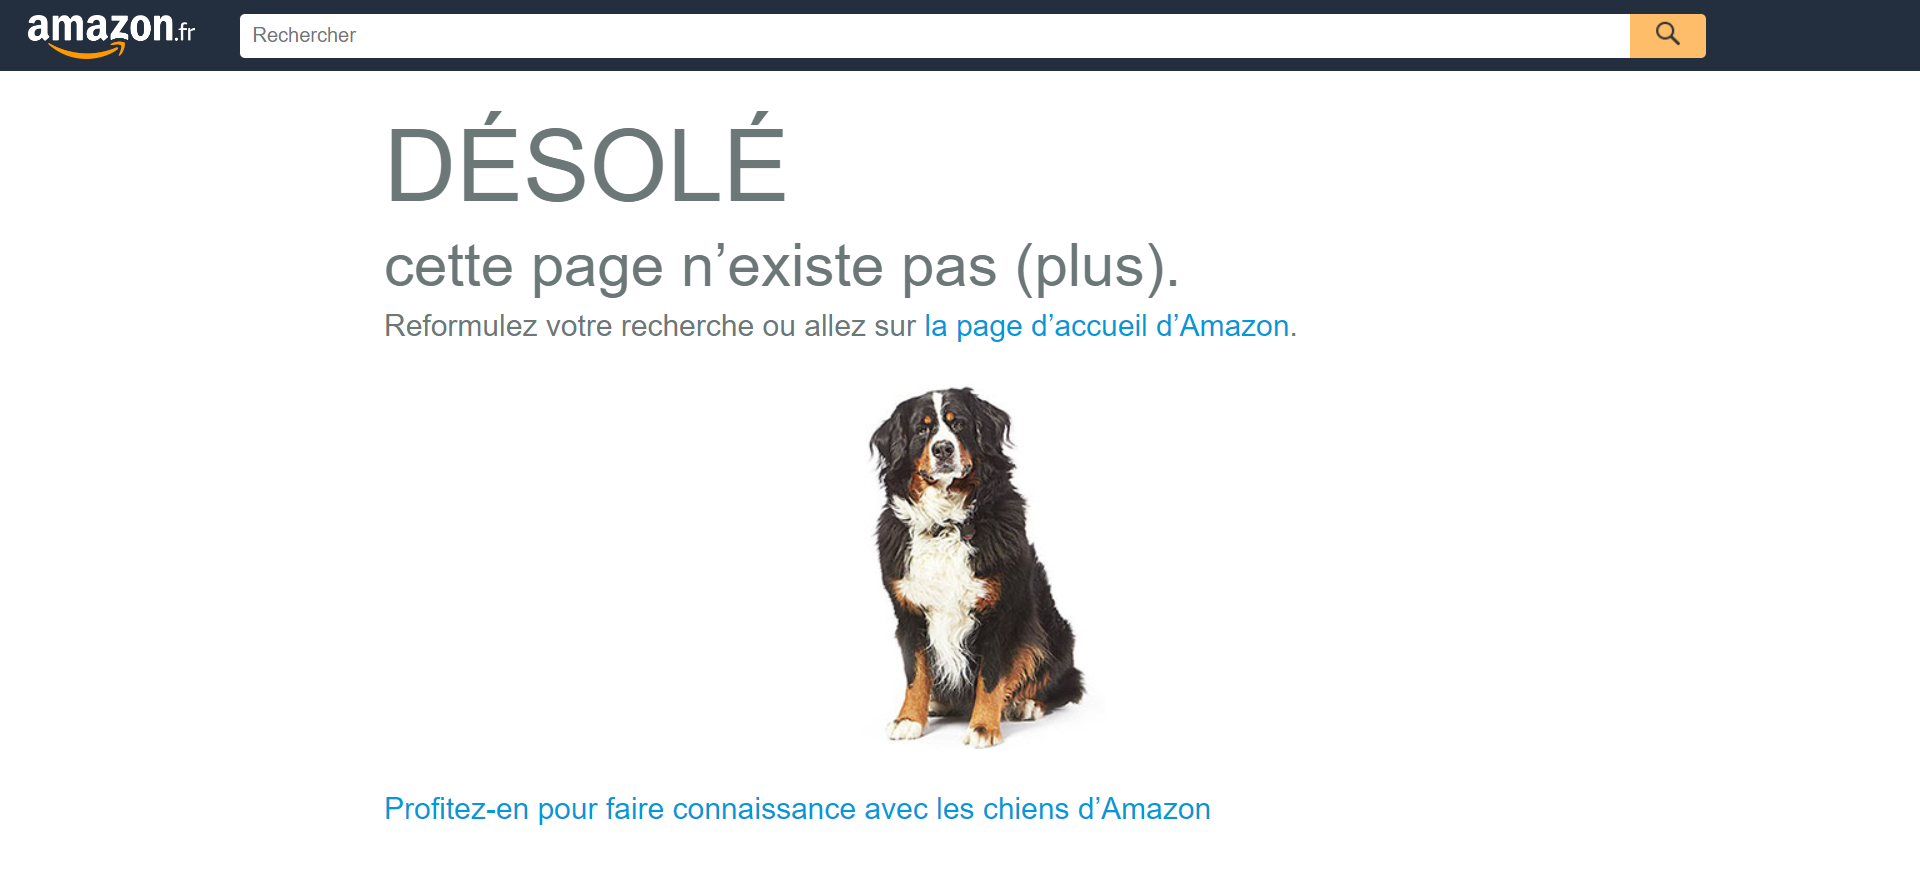 amazon.fr
Rechercher
DÉSOLÉ
cette page n’existe pas (plus).
Reformulez votre recherche ou allez sur la page d’accueil d’Amazon.
Profitez-en pour faire connaissance avec les chiens d’Amazon